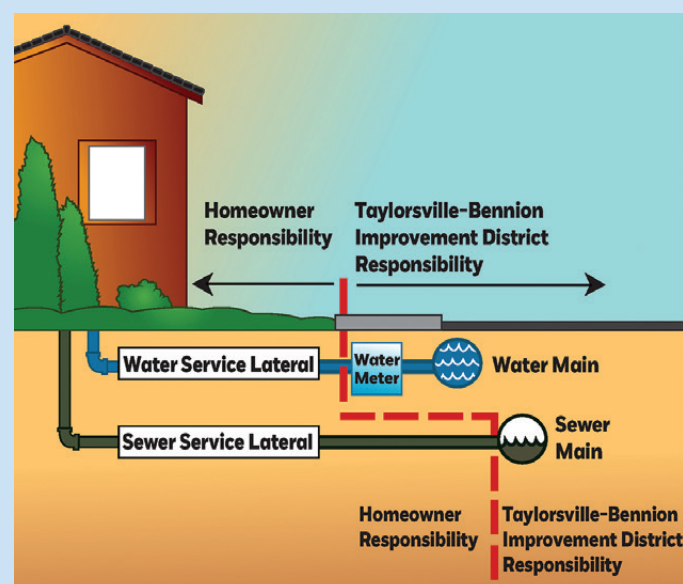 Homeowner
Responsibility
Taylorsville-Bennion
Improvement District
Responsibility
Water Service Lateral
Water
Meter
Water Main
Sewer Service Lateral
Sewer
Main
Homeowner
Responsibility
Taylorsville-Bennion
Improvement District
Responsibility